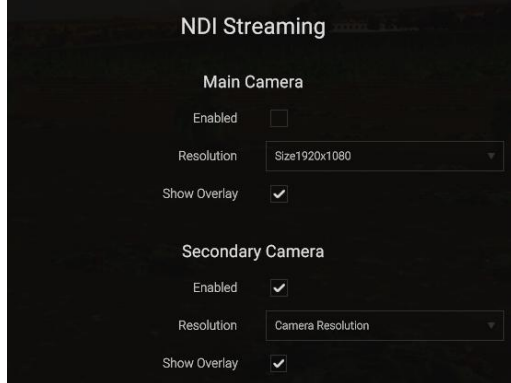 NDI Streaming
Main Camera
Enabled
Resolution Size1920x1080
Show Overlay
Secondary Camera
Enabled
Resolution Camera Resolution
Show Overlay